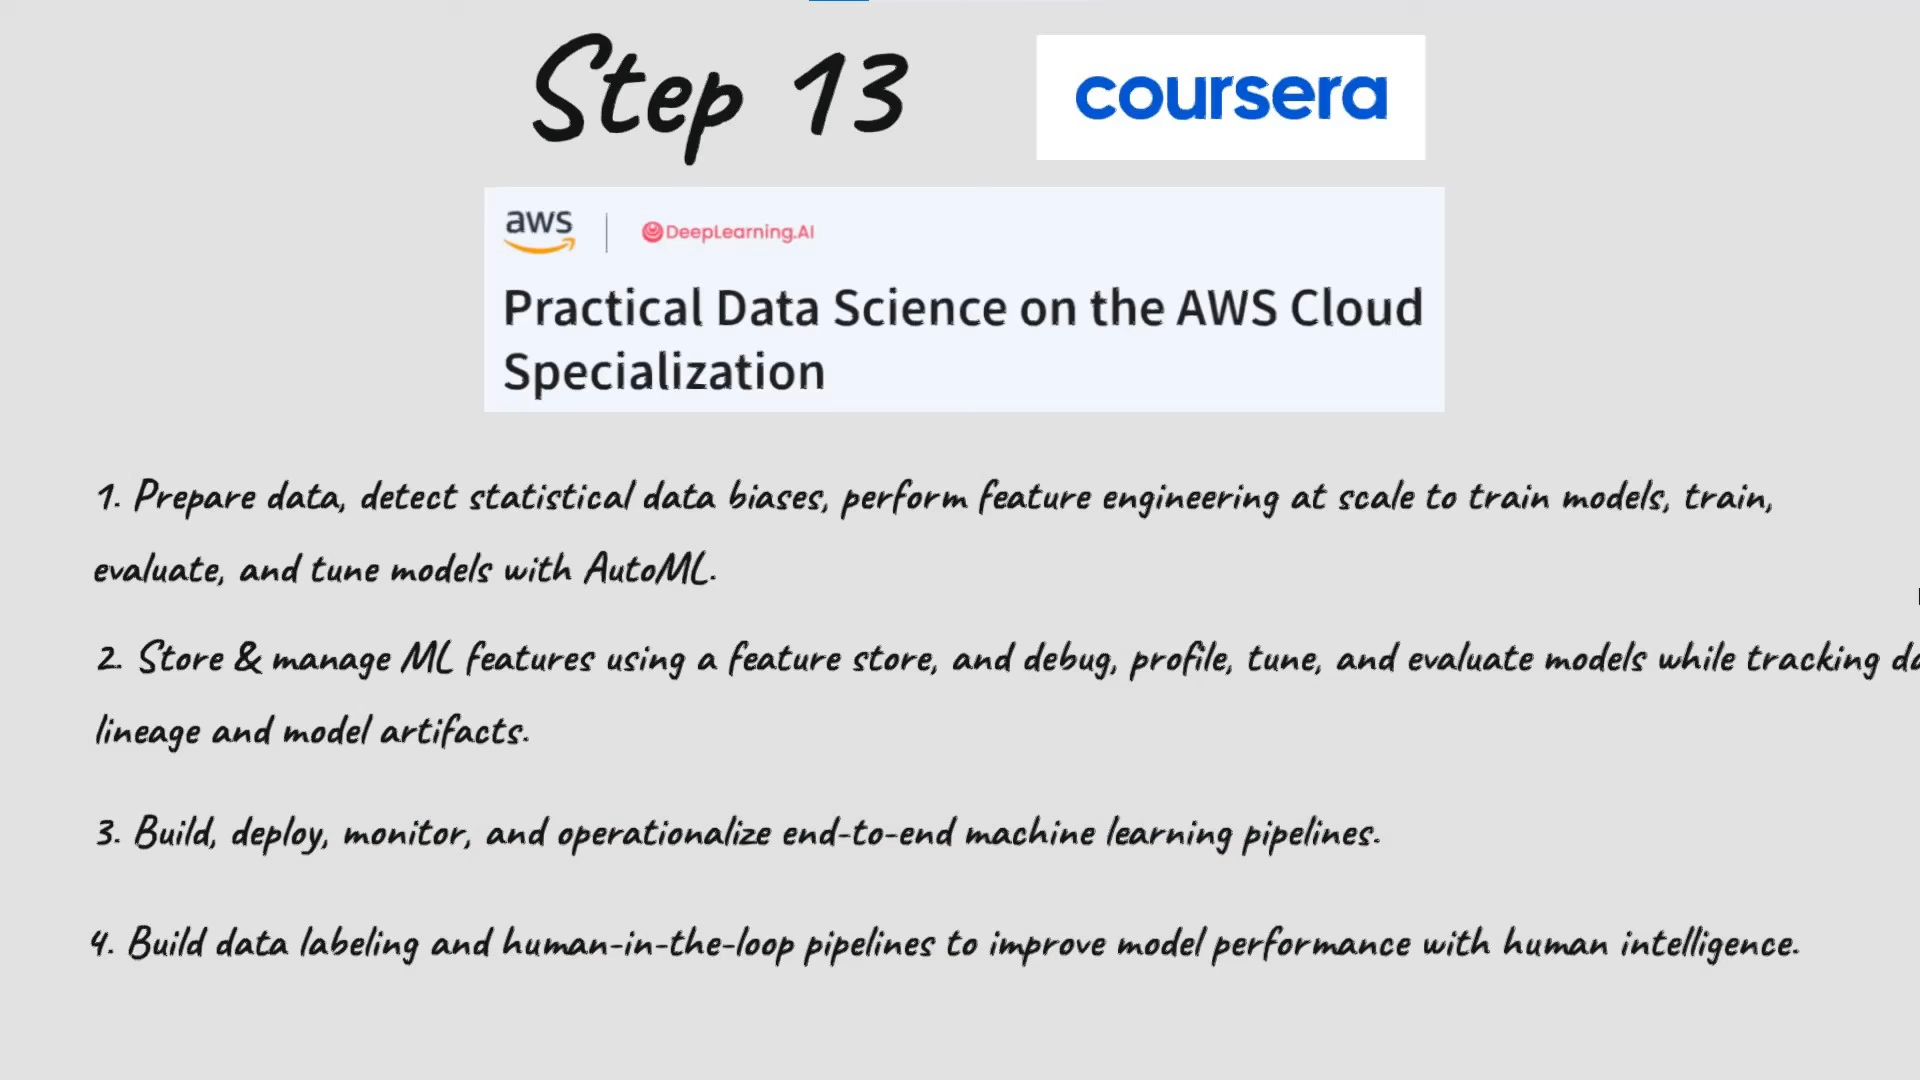 Step 13
coursera
aws | DeepLearning.AI
Practical Data Science on the AWS Cloud
Specialization
1. Prepare data, detect statistical data biases, perform feature engineering at scale to train models, train,
evaluate, and tune models with AutoML.
2. Store & manage ML features using a feature store, and debug, profile, tune, and evaluate models while tracking
lineage and model artifacts.
3. Build, deploy, monitor, and operationalize end-to-end machine learning pipelines.
4. Build data labeling and human-in-the-loop pipelines to improve model performance with human intelligence.